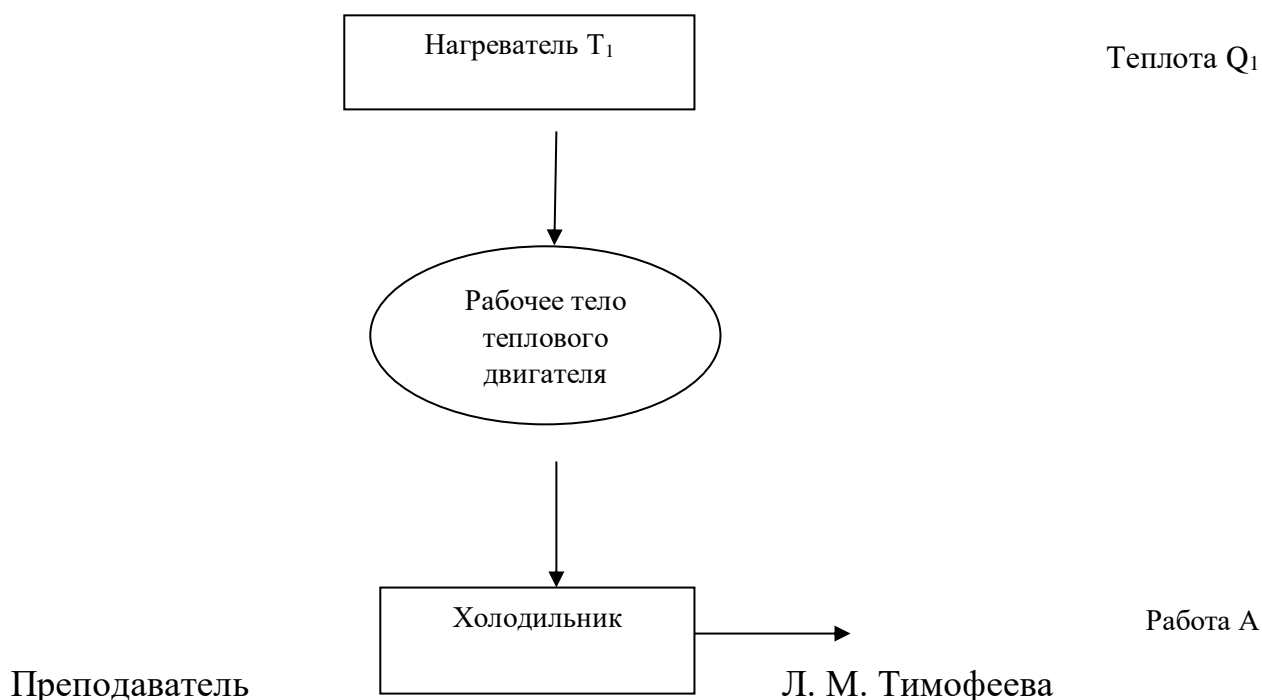 Нагреватель T₁
Теплота Q₁
Рабочее тело
теплового
двигателя
Холодильник
Работа A
Преподаватель
Л. М. Тимофеева